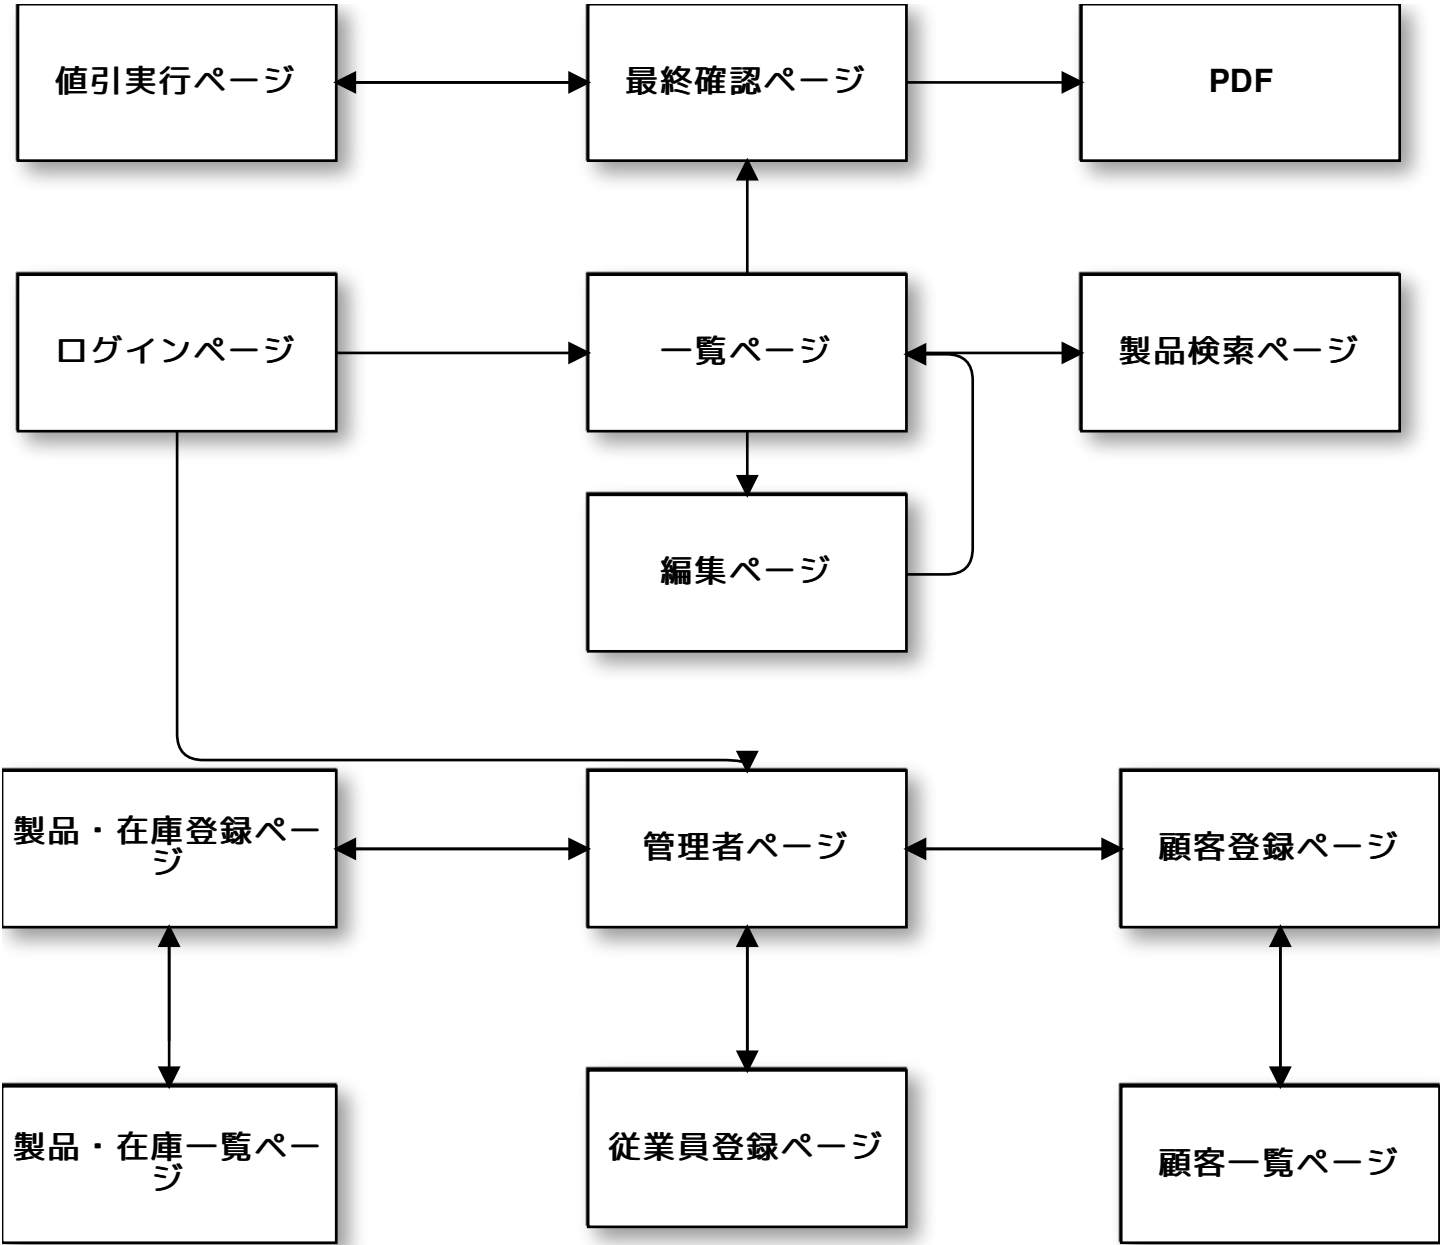 値引実行ページ
最終確認ページ
PDF
ログインページ
一覧ページ
製品検索ページ
編集ページ
製品・在庫登録ペー
ジ
管理者ページ
顧客登録ページ
製品・在庫一覧ペー
ジ
従業員登録ページ
顧客一覧ページ